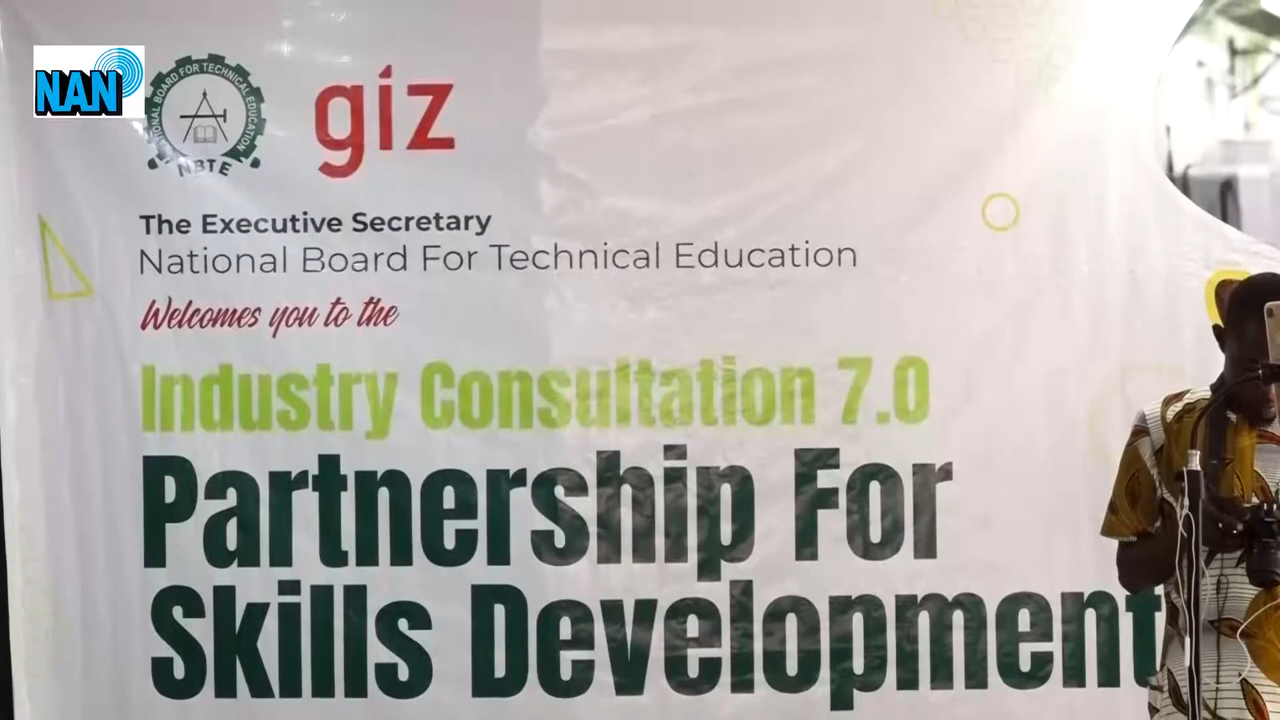 NAN
NATIONAL BOARD FOR TECHNICAL EDUCATION
NBTE
giz
The Executive Secretary
National Board For Technical Education
Welcomes you to the
Industry Consultation 7.0
Partnership For
Skills Development